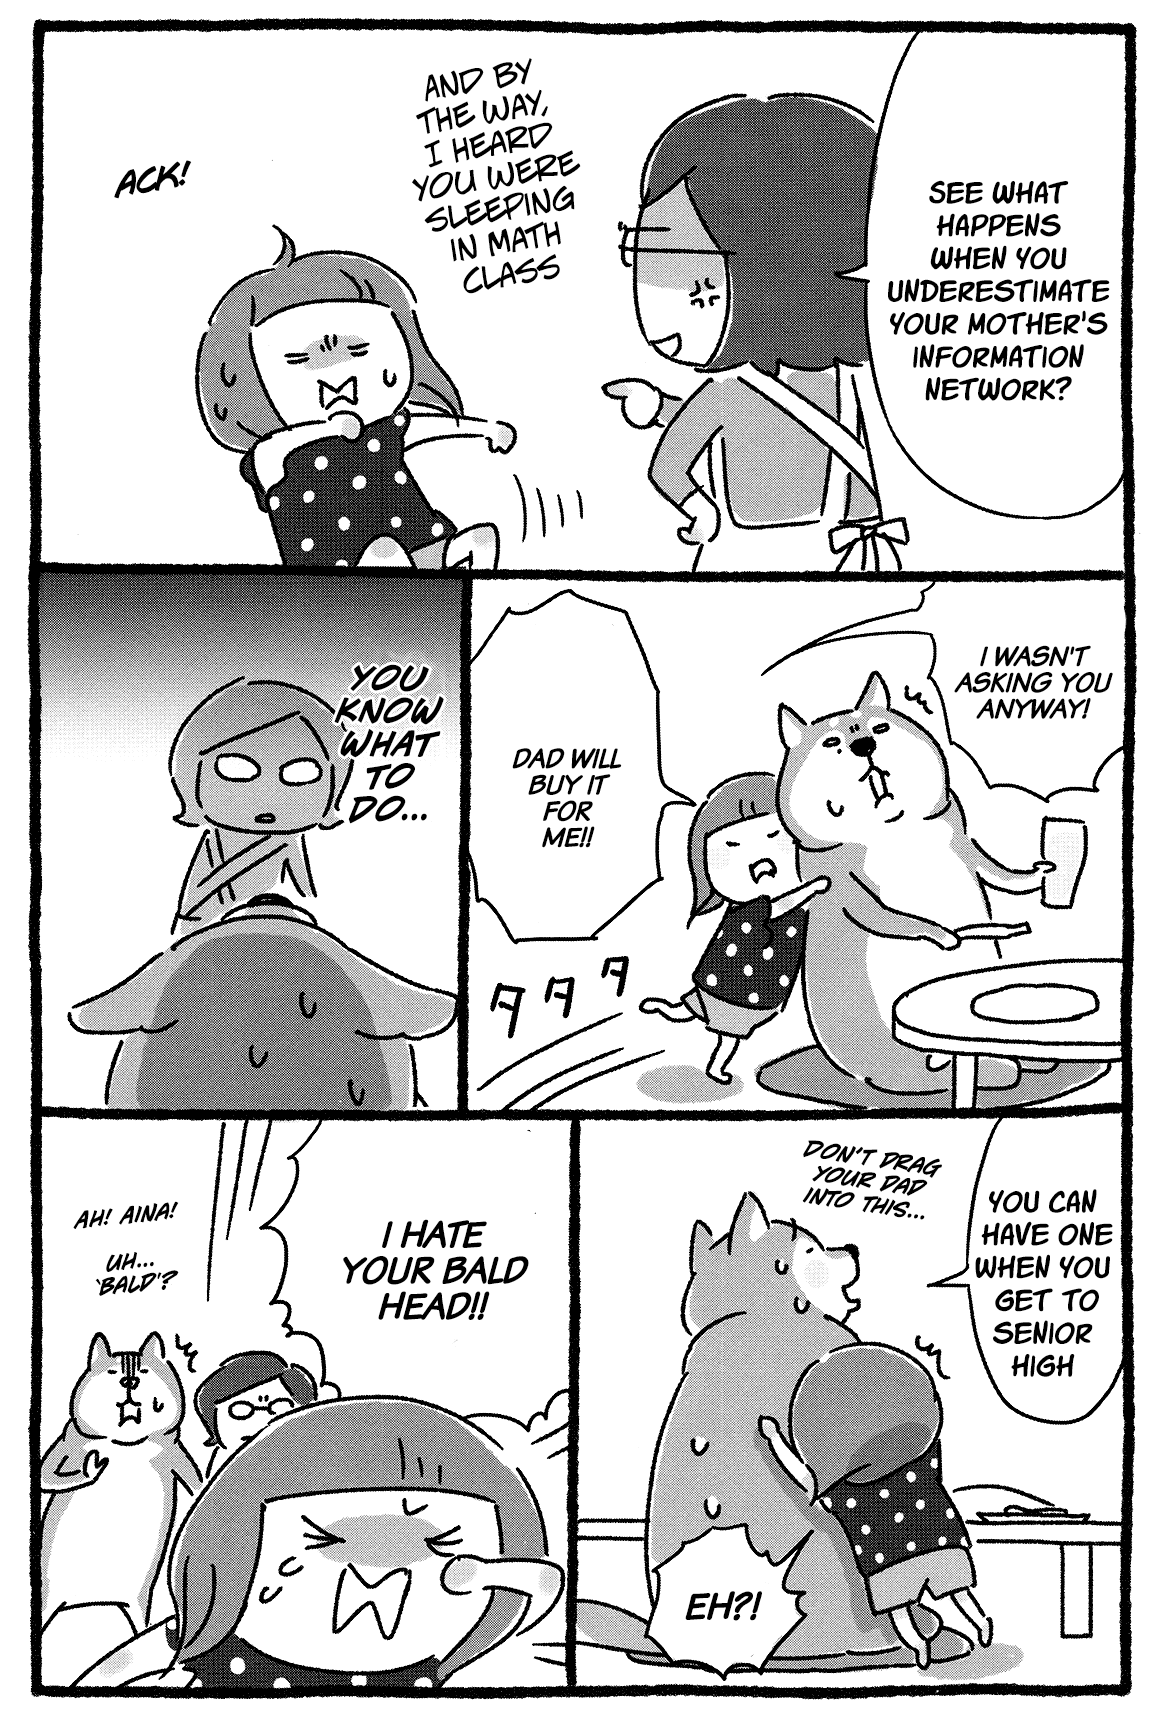 SEE WHAT
HAPPENS
WHEN YOU
UNDERESTIMATE
YOUR MOTHER'S
INFORMATION
NETWORK?
AND BY
THE WAY,
I HEARD
YOU WERE
SLEEPING
IN MATH
CLASS
ACK!
I WASN'T
ASKING YOU
ANYWAY!
DAD WILL
BUY IT
FOR
ME!!
タタタ
YOU
KNOW
WHAT
TO
DO...
YOU CAN
HAVE ONE
WHEN YOU
GET TO
SENIOR
HIGH
DON'T DRAG
YOUR DAD
INTO THIS...
EH?!
I HATE
YOUR BALD
HEAD!!
AH! AINA!
UH...
'BALD'?